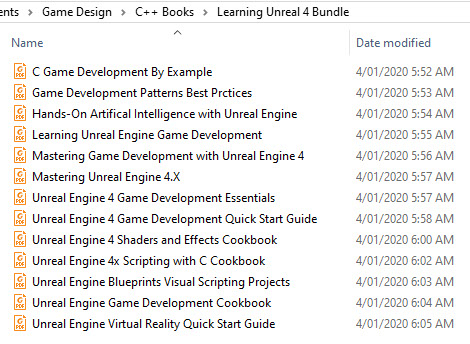 ents > Game Design > C++ Books > Learning Unreal 4 Bundle
Name Date modified
C Game Development By Example 4/01/2020 5:52 AM
Game Development Patterns Best Prctices 4/01/2020 5:53 AM
Hands-On Artifical Intelligence with Unreal Engine 4/01/2020 5:54 AM
Learning Unreal Engine Game Development 4/01/2020 5:55 AM
Mastering Game Development with Unreal Engine 4 4/01/2020 5:56 AM
Mastering Unreal Engine 4.X 4/01/2020 5:57 AM
Unreal Engine 4 Game Development Essentials 4/01/2020 5:57 AM
Unreal Engine 4 Game Development Quick Start Guide 4/01/2020 5:58 AM
Unreal Engine 4 Shaders and Effects Cookbook 4/01/2020 6:00 AM
Unreal Engine 4x Scripting with C Cookbook 4/01/2020 6:02 AM
Unreal Engine Blueprints Visual Scripting Projects 4/01/2020 6:03 AM
Unreal Engine Game Development Cookbook 4/01/2020 6:04 AM
Unreal Engine Virtual Reality Quick Start Guide 4/01/2020 6:05 AM